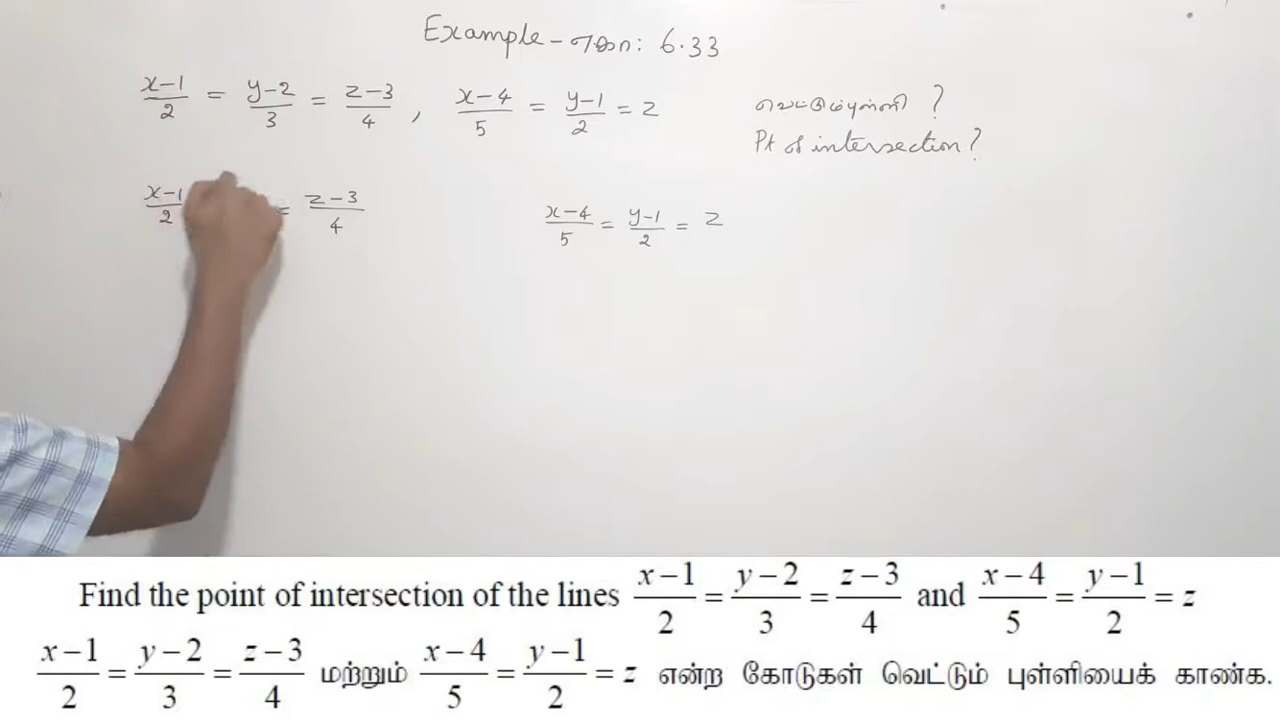 Example - எகா: 6.33
x-1/2 = y-2/3 = z-3/4 , x-4/5 = y-1/2 = z வெட்டும்புள்ளி ?
Pt of intersection ?
x-1/2 = z-3/4 x-4/5 = y-1/2 = z
Find the point of intersection of the lines x-1/2 = y-2/3 = z-3/4 and x-4/5 = y-1/2 = z
x-1/2 = y-2/3 = z-3/4 மற்றும் x-4/5 = y-1/2 = z என்ற கோடுகள் வெட்டும் புள்ளியைக் காண்க.